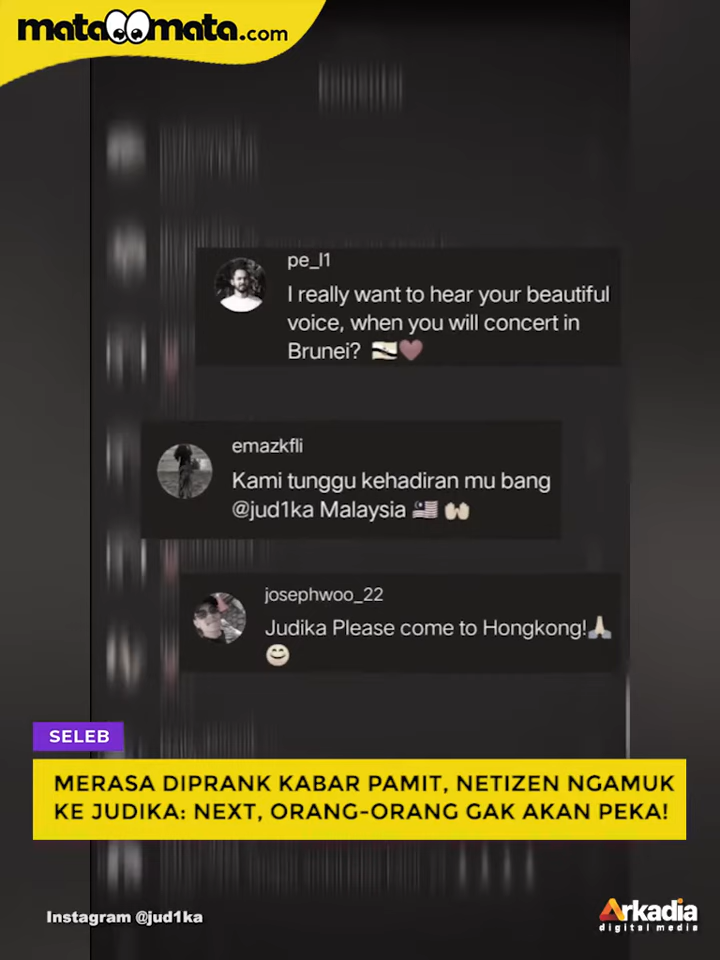 mata mata.com
pe_l1
I really want to hear your beautiful
voice, when you will concert in
Brunei? 🇧🇳❤️
emazkfli
Kami tunggu kehadiran mu bang
@jud1ka Malaysia 🇲🇾 🤲🏻
josephwoo_22
Judika Please come to Hongkong!🙏🏻
😊
SELEB
MERASA DIPRANK KABAR PAMIT, NETIZEN NGAMUK
KE JUDIKA: NEXT, ORANG-ORANG GAK AKAN PEKA!
Instagram @jud1ka
Arkadia
digital media